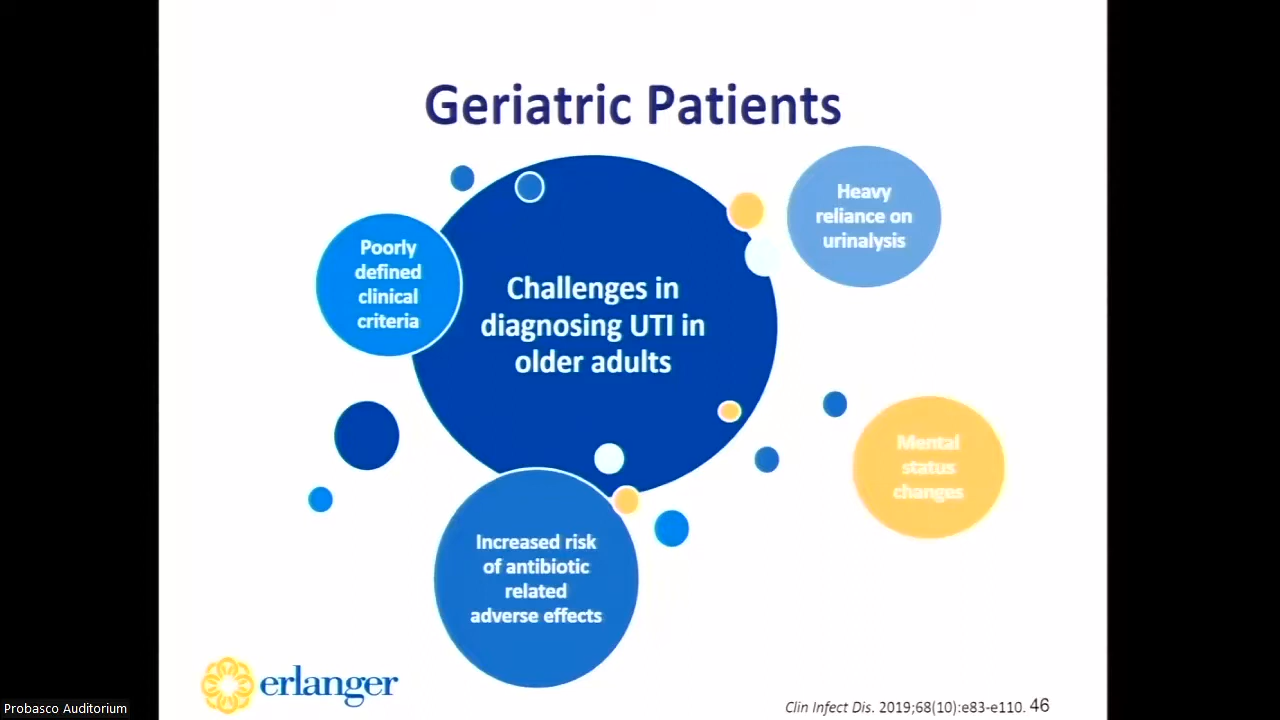 Geriatric Patients
Heavy
reliance on
urinalysis
Poorly
defined
clinical
criteria
Challenges in
diagnosing UTI in
older adults
Mental
status
changes
Increased risk
of antibiotic
related
adverse effects
erlanger
Clin Infect Dis. 2019;68(10):e83-e110. 46
Probasco Auditorium